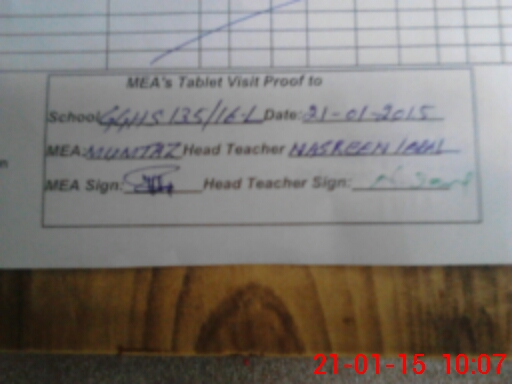 MEA's Tablet Visit Proof to
School GGHS 135/16-L Date: 21-01-2015
MEA: MUMTAZ Head Teacher NASREEN
MEA Sign: Head Teacher Sign:
21-01-15 10:07